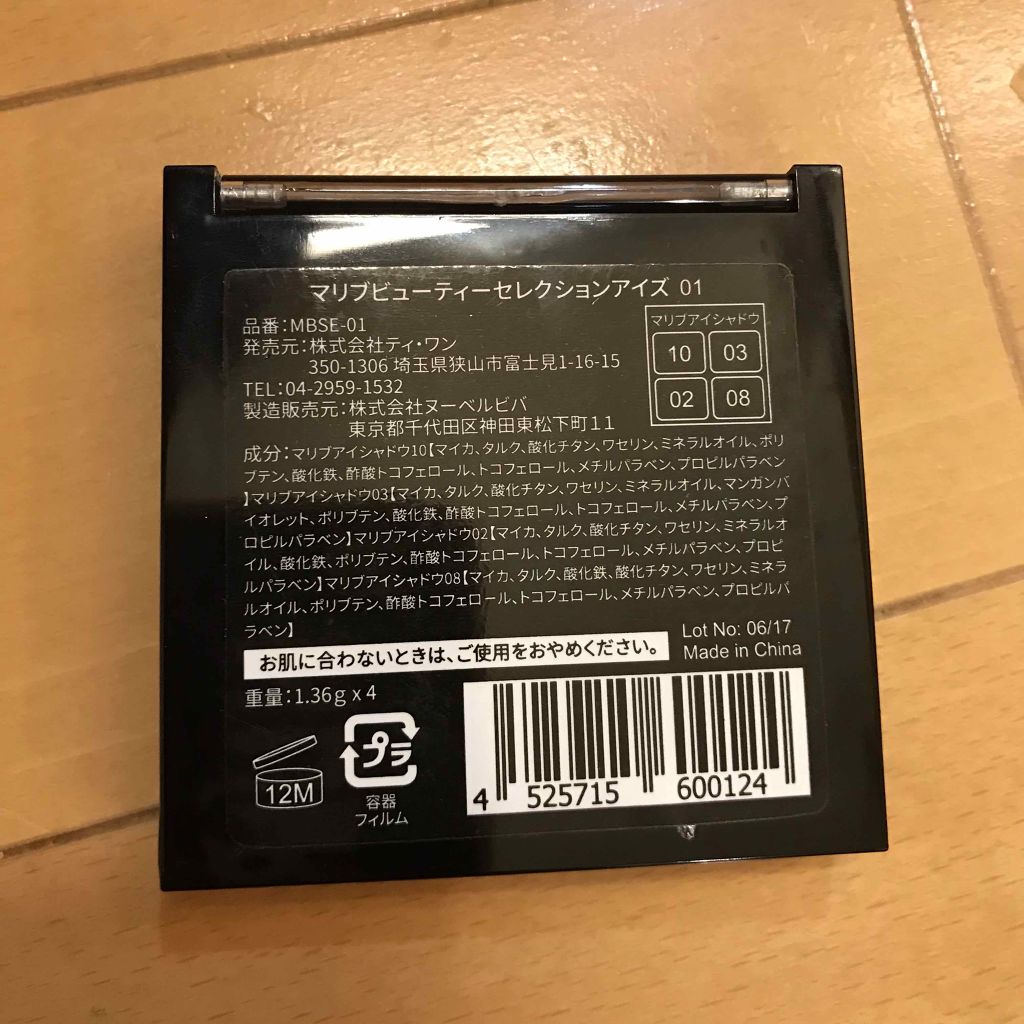 マリブビューティーセレクションアイズ 01
品番:MBSE-01
発売元:株式会社ティ・ワン
350-1306 埼玉県狭山市富士見1-16-15
TEL:04-2959-1532
製造販売元:株式会社ヌーベルビバ
東京都千代田区神田東松下町11
マリブアイシャドウ
10 03
02 08
成分:マリブアイシャドウ10【マイカ、タルク、酸化チタン、ワセリン、ミネラルオイル、ポリ
ブテン、酸化鉄、酢酸トコフェロール、トコフェロール、メチルパラベン、プロピルパラベン
】マリブアイシャドウ03【マイカ、タルク、酸化チタン、ワセリン、ミネラルオイル、マンガンバ
イオレット、ポリブテン、酸化鉄、酢酸トコフェロール、トコフェロール、メチルパラベン、プ
ロピルパラベン】マリブアイシャドウ02【マイカ、タルク、酸化チタン、ワセリン、ミネラルオ
イル、酸化鉄、ポリブテン、酢酸トコフェロール、トコフェロール、メチルパラベン、プロピ
ルパラベン】マリブアイシャドウ08【マイカ、タルク、酸化鉄、酸化チタン、ワセリン、ミネラ
ルオイル、ポリブテン、酢酸トコフェロール、トコフェロール、メチルパラベン、プロピルパ
ラベン】
お肌に合わないときは、ご使用をおやめください。
Lot No: 06/17
Made in China
重量:1.36g x 4
12M
プラ
容器
フィルム
4 525715 600124